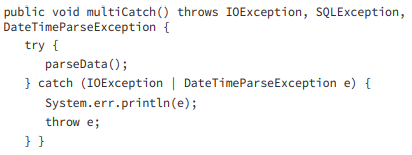 public void multiCatch() throws IOException, SQLException,
DateTimeParseException {
   try {
      parseData();
   } catch (IOException | DateTimeParseException e) {
      System.err.println(e);
      throw e;
   } }